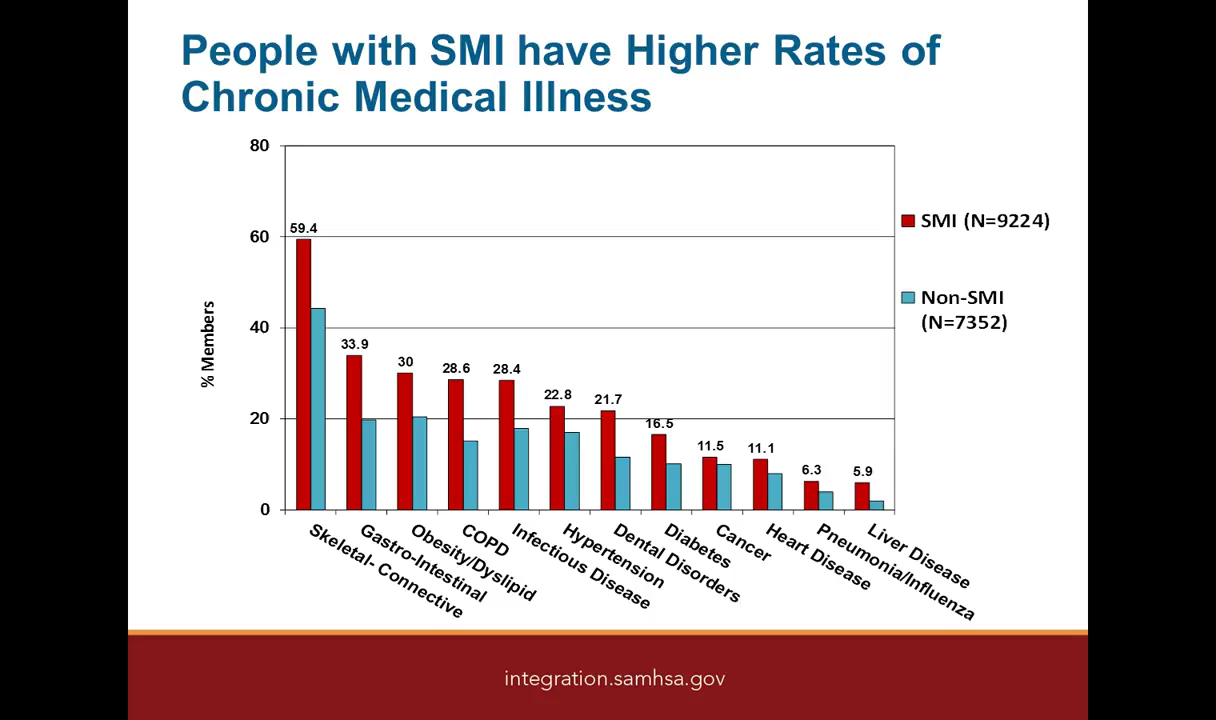 People with SMI have Higher Rates of
Chronic Medical Illness
80
60
40
20
0
% Members
59.4
33.9
30
28.6
28.4
22.8
21.7
16.5
11.5
11.1
6.3
5.9
SMI (N=9224)
Non-SMI
(N=7352)
Skeletal- Connective
Gastro-Intestinal
Obesity/Dyslipid
COPD
Infectious Disease
Hypertension
Dental Disorders
Diabetes
Cancer
Heart Disease
Pneumonia/Influenza
Liver Disease
integration.samhsa.gov